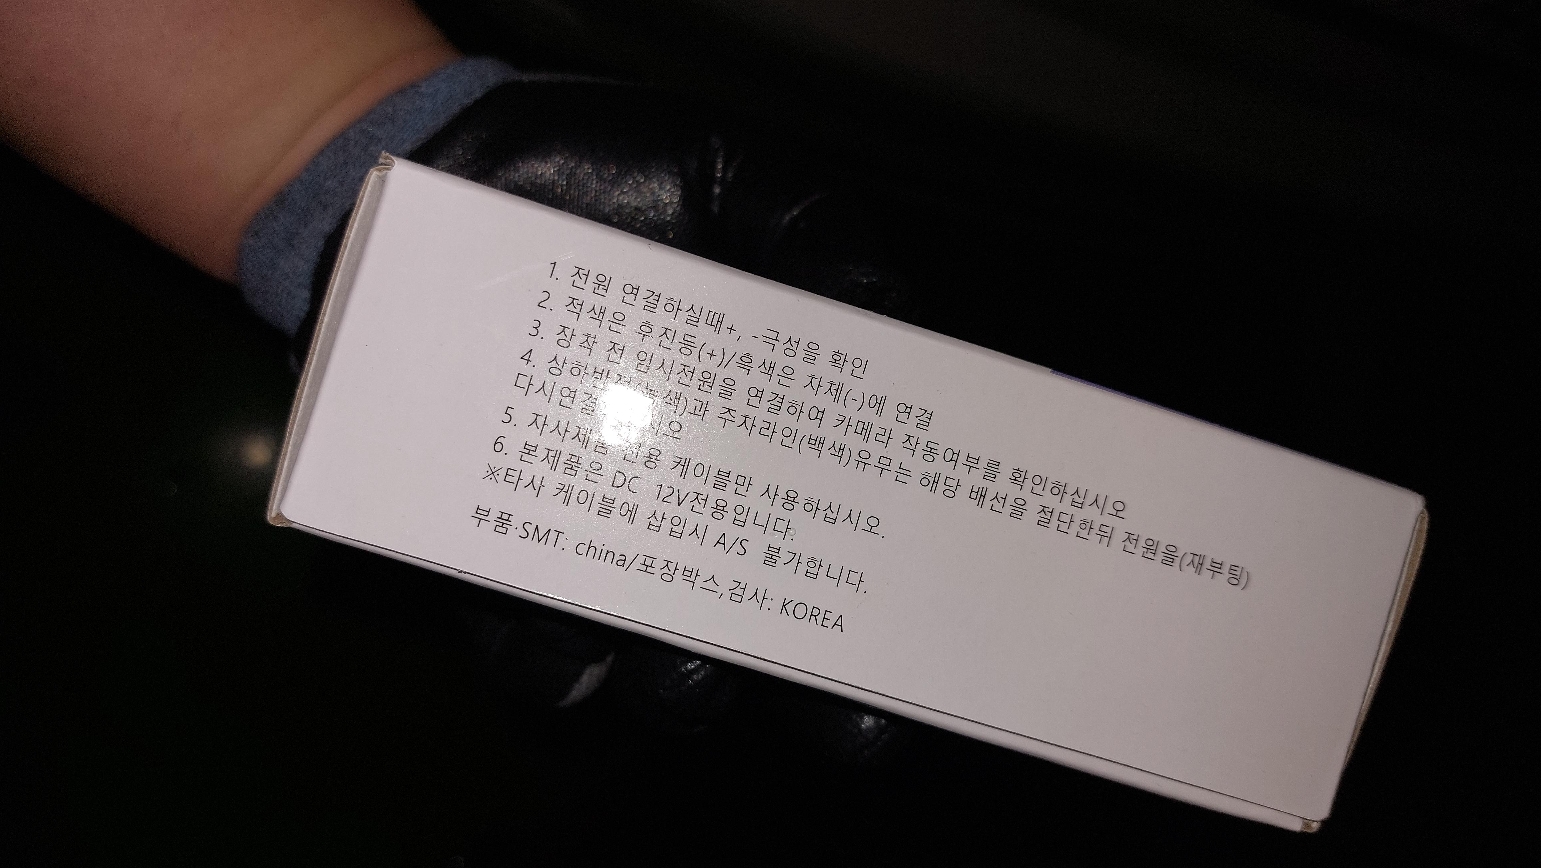 1. 전원 연결하실때+, -극성을 확인
2. 적색은 후진등(+)/흑색은 차체(-)에 연결
3. 장착 전 임시전원을 연결하여 카메라 작동여부를 확인하십시오
4. 상하반전 색)과 주차라인(백색)유무는 해당 배선을 절단한뒤 전원을(재부팅)
다시연결 시오
5. 자사제품 전용 케이블만 사용하십시오.
6. 본제품은 DC 12V전용입니다.
※타사 케이블에 삽입시 A/S 불가합니다.
부품·SMT: china/포장박스,검사: KOREA